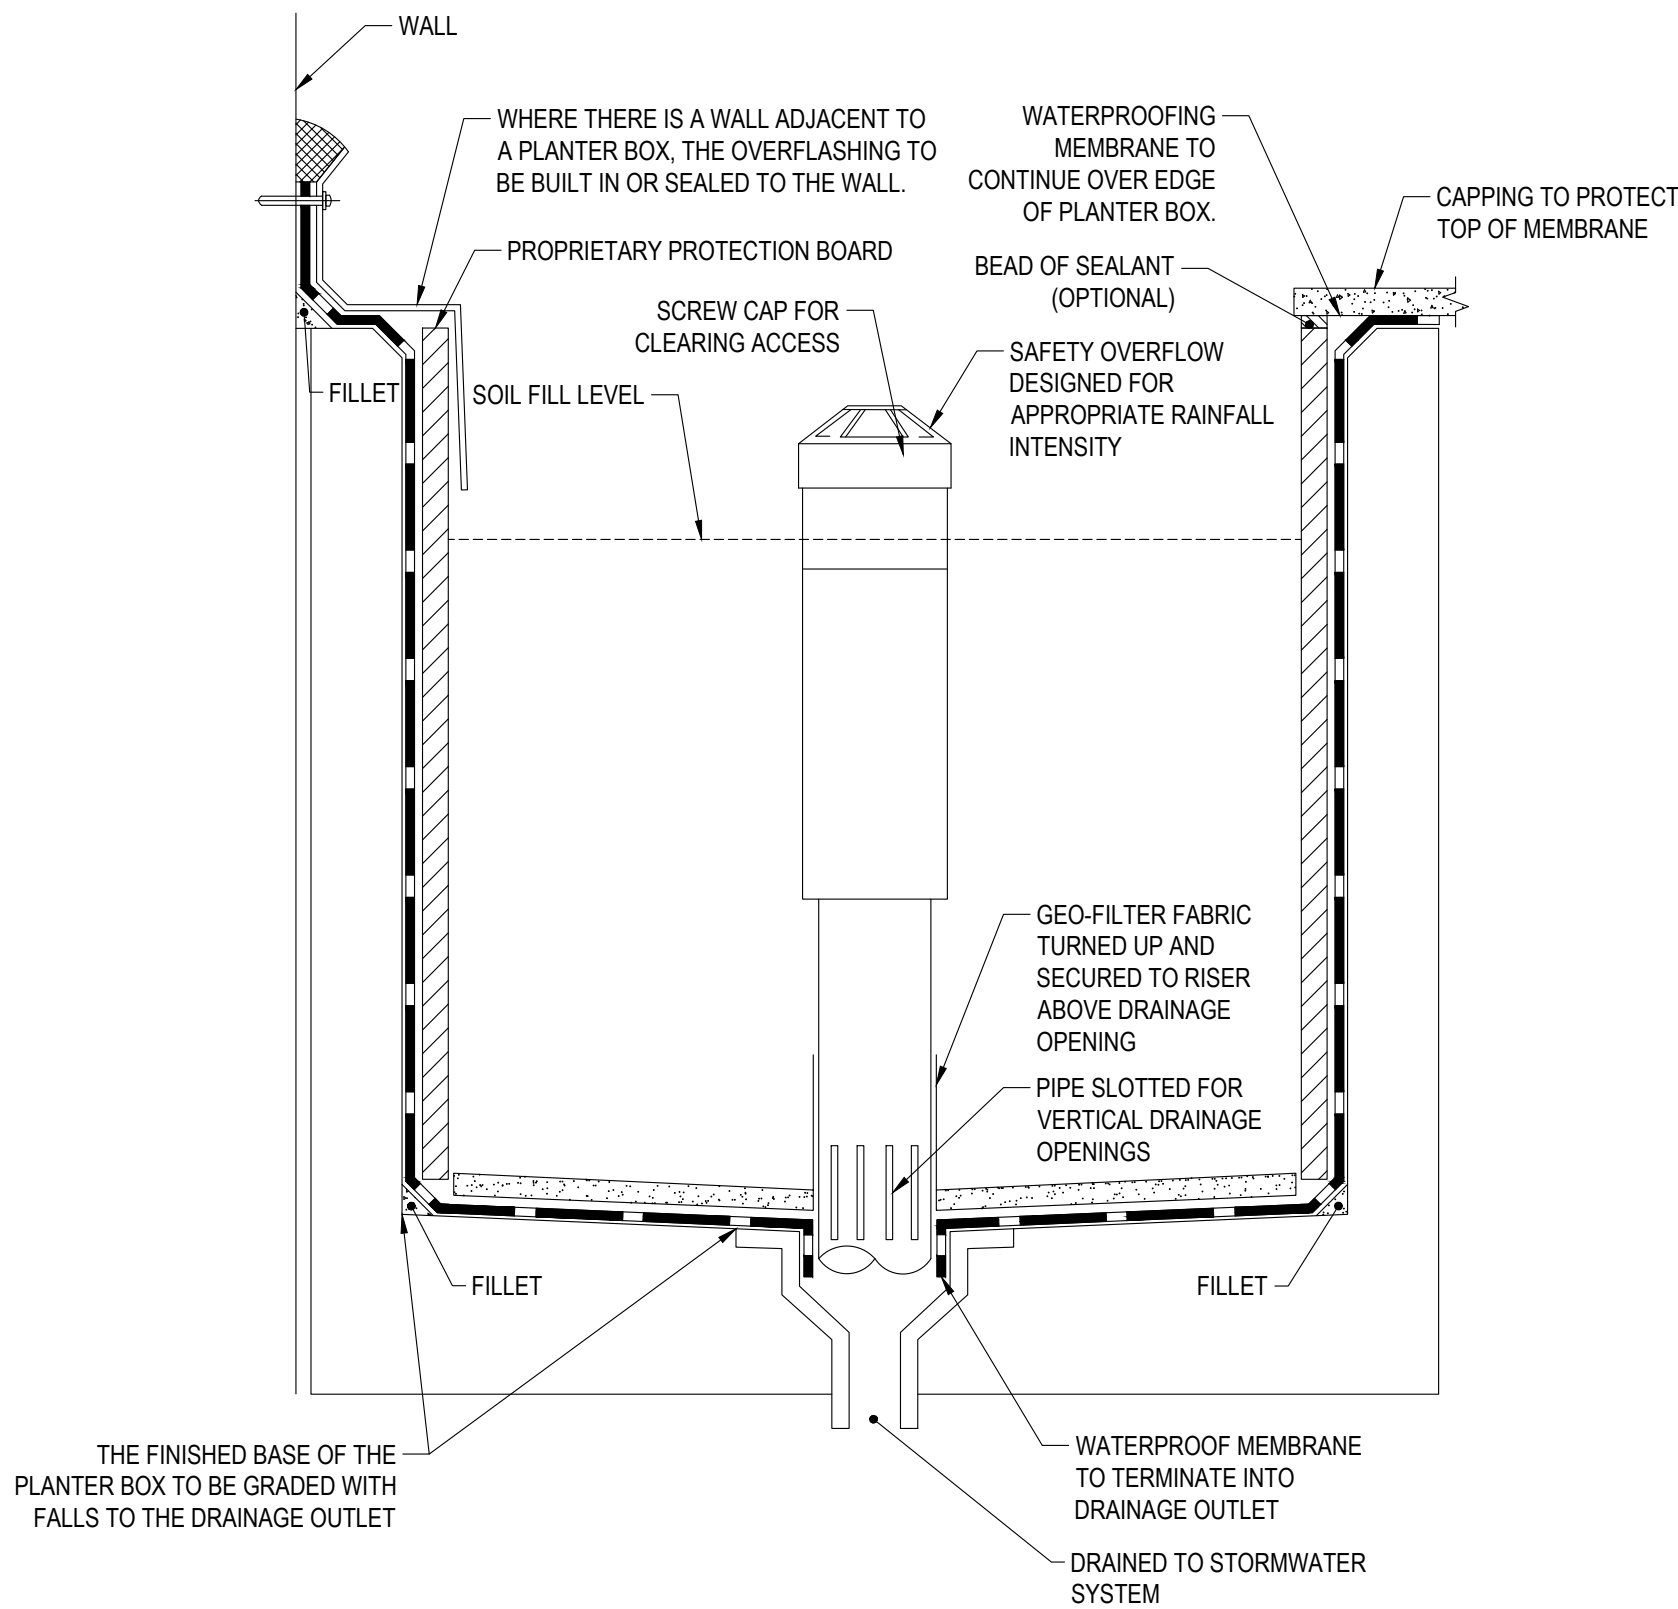 WALL
WHERE THERE IS A WALL ADJACENT TO
A PLANTER BOX, THE OVERFLASHING TO
BE BUILT IN OR SEALED TO THE WALL.
WATERPROOFING
MEMBRANE TO
CONTINUE OVER EDGE
OF PLANTER BOX.
CAPPING TO PROTECT
TOP OF MEMBRANE
PROPRIETARY PROTECTION BOARD
BEAD OF SEALANT
(OPTIONAL)
SCREW CAP FOR
CLEARING ACCESS
SAFETY OVERFLOW
DESIGNED FOR
APPROPRIATE RAINFALL
INTENSITY
FILLET
SOIL FILL LEVEL
GEO-FILTER FABRIC
TURNED UP AND
SECURED TO RISER
ABOVE DRAINAGE
OPENING
PIPE SLOTTED FOR
VERTICAL DRAINAGE
OPENINGS
FILLET
FILLET
THE FINISHED BASE OF THE
PLANTER BOX TO BE GRADED WITH
FALLS TO THE DRAINAGE OUTLET
WATERPROOF MEMBRANE
TO TERMINATE INTO
DRAINAGE OUTLET
DRAINED TO STORMWATER
SYSTEM